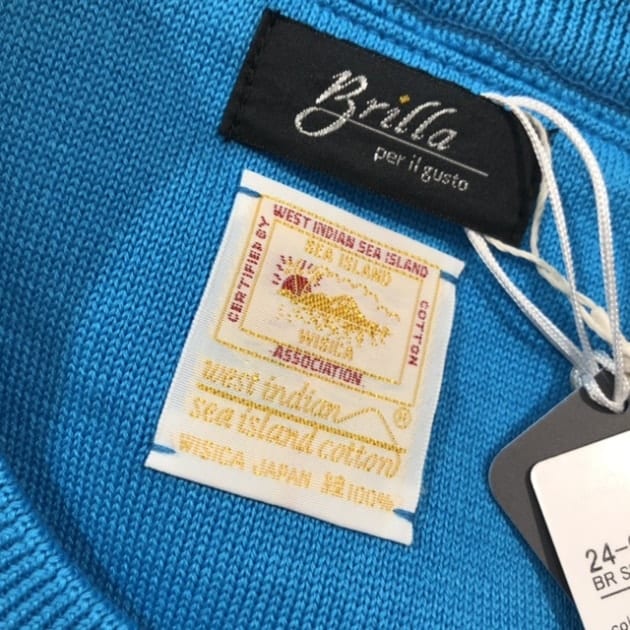 Brilla
per il gusto
WEST INDIAN SEA ISLAND
CERTIFIED BY
COTTON
SEA ISLAND
WISICA
ASSOCIATION
west indian
sea island cotton
®
WISICA JAPAN 綿100%
24-
BR S